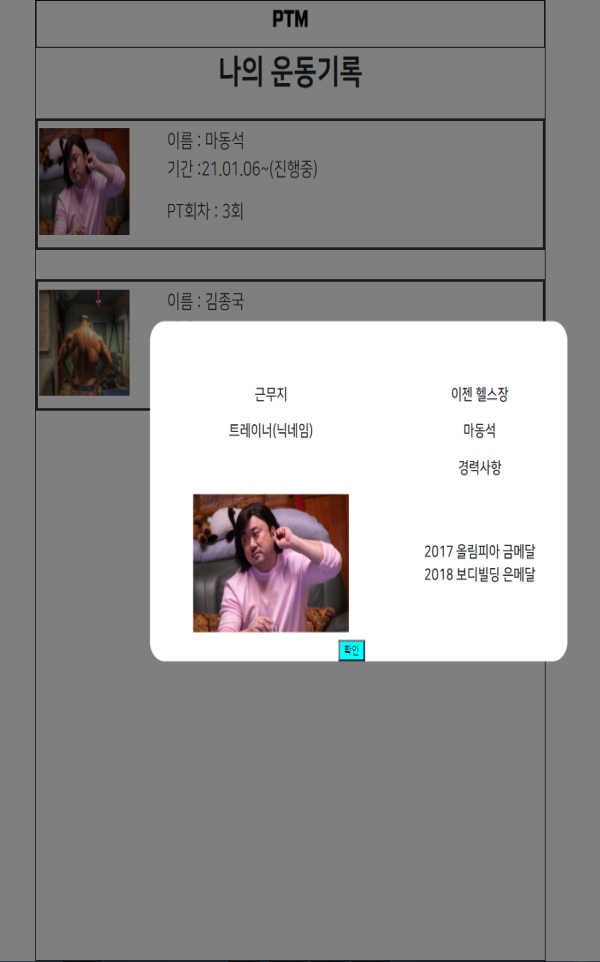 PTM
나의 운동기록
이름 : 마동석
기간 :21.01.06~(진행중)
PT회차 : 3회
이름 : 김종국
근무지 이젠 헬스장
트레이너(닉네임) 마동석
경력사항
2017 올림피아 금메달
2018 보디빌딩 은메달
확인